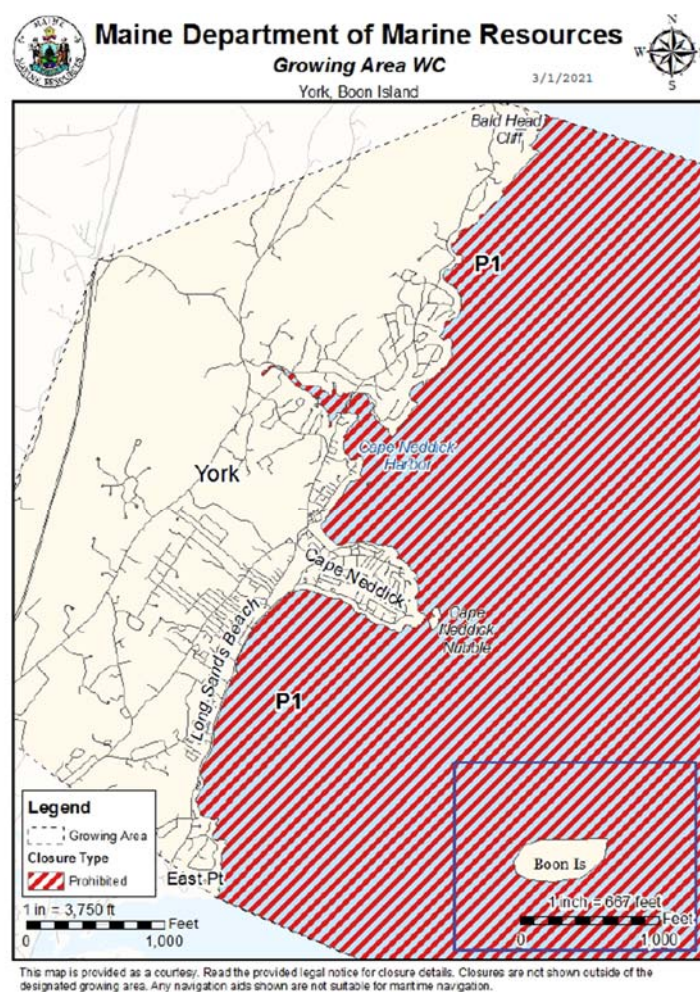 Maine Department of Marine Resources
Growing Area WC
3/1/2021
York, Boon Island
N
W
S
MAINE
MARINE RESOURCES
Bald Head
Cliff
P1
Cape Neddick
Harbor
York
Cape Neddick
Cape
Neddick
Nubble
Long Sands Beach
P1
Legend
Growing Area
Closure Type
Prohibited
Boon Is
East Pt
1 in = 3,750 ft
Feet
0 1,000
1 inch = 667 feet
Feet
0 1,000
This map is provided as a courtesy. Read the provided legal notice for closure details. Closures are not shown outside of the
designated growing area. Any navigation aids shown are not suitable for martime navigation.